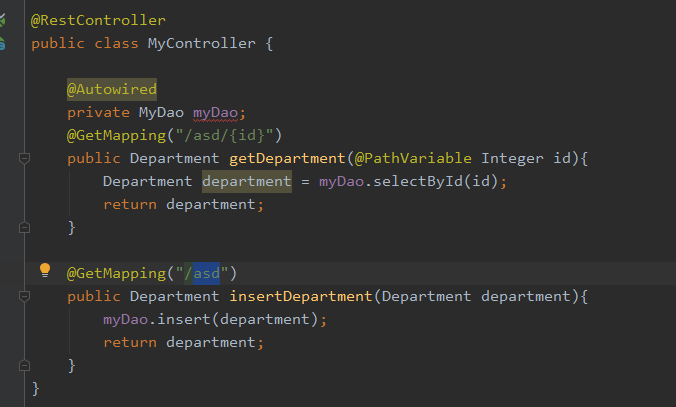 @RestController
public class MyController {
@Autowired
private MyDao myDao;
@GetMapping("/asd/{id}")
public Department getDepartment(@PathVariable Integer id){
Department department = myDao.selectById(id);
return department;
}
@GetMapping("/asd")
public Department insertDepartment(Department department){
myDao.insert(department);
return department;
}
}